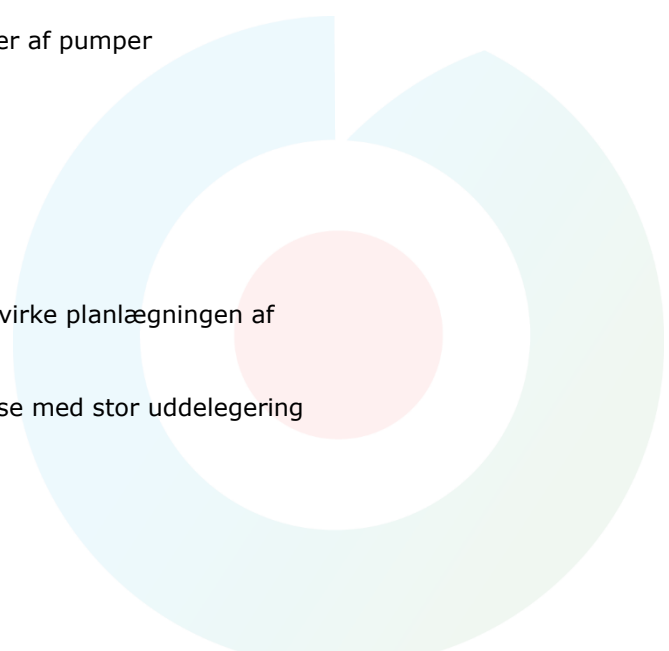 er af pumper
virke planlægningen af
se med stor uddelegering